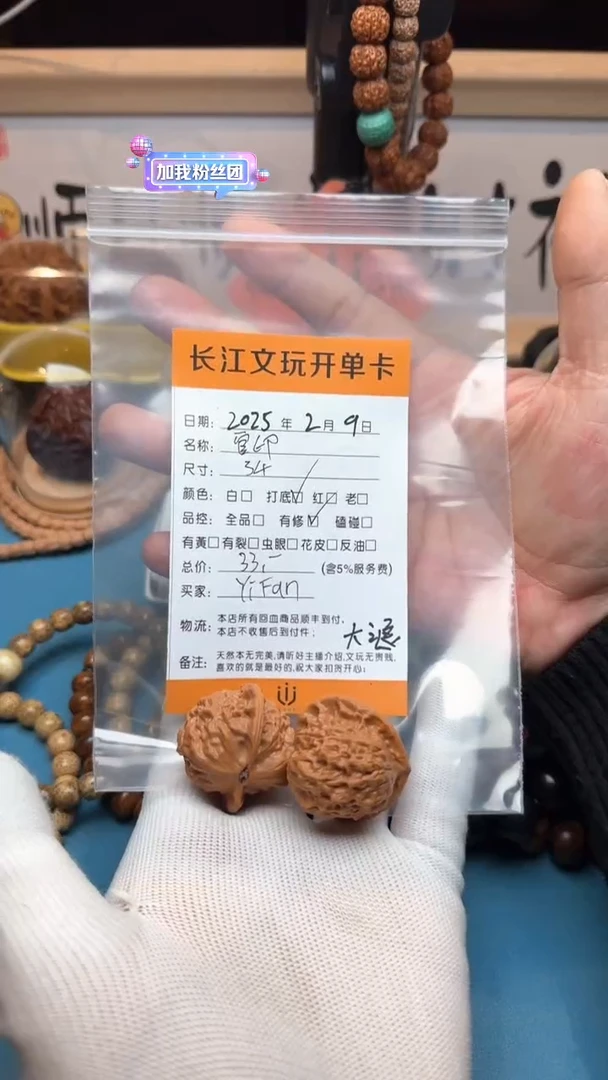 加我粉丝团
长江文玩开单卡
日期: 2025 年 2 月 9 日
名称: 官印
尺寸: 34
颜色: 白□ 打底☑ 红□ 老□
品控: 全品□ 有修☑ 磕碰□
有黄□有裂□虫眼□花皮□反油□
总价: 33,- (含5%服务费)
买家: YiFan
物流: 本店所有回血商品顺丰到付,
本店不收售后到付件;
大漫
备注: 天然本无完美,请听好主播介绍,文玩无贵贱,
喜欢的就是最好的,祝大家扣货开心;